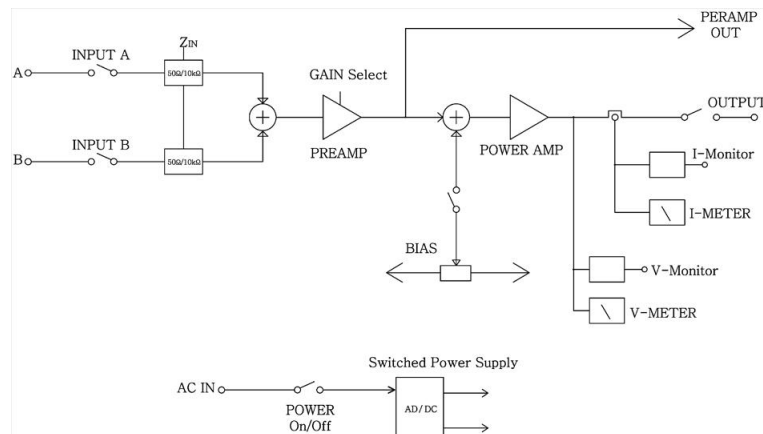 PERAMP
OUT
INPUT A
ZIN
A
50Ω/10kΩ
GAIN Select
PREAMP
POWER AMP
OUTPUT
INPUT B
B
50Ω/10kΩ
I-Monitor
I-METER
BIAS
V-Monitor
V-METER
Switched Power Supply
AC IN
AD/DC
POWER
On/Off